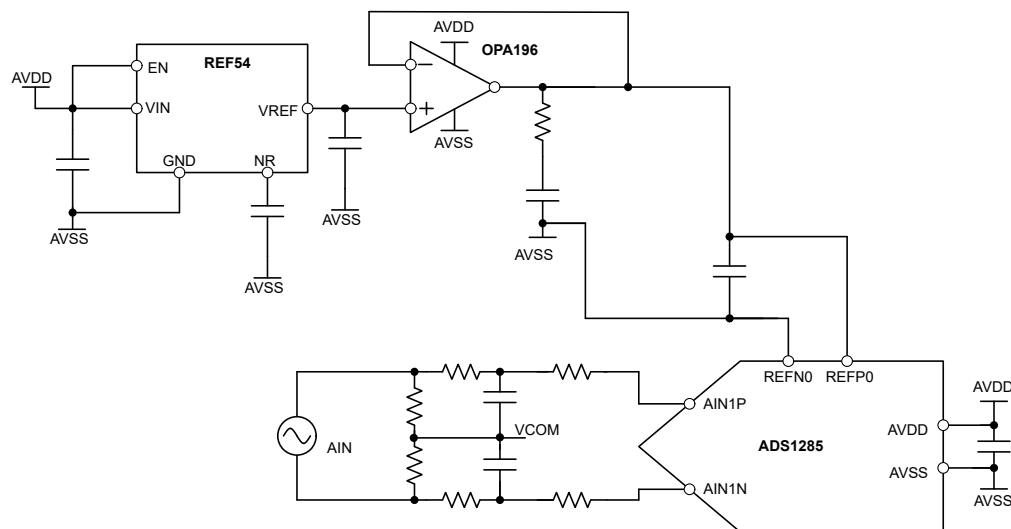 REF54
AVDD
OPA196
AVDD
EN
VIN
VREF
AVSS
GND
NR
AVSS
AVSS
AVSS
AVSS
REFN0
REFP0
AVDD
AIN1P
VCOM
AIN
AVDD
ADS1285
AVSS
AIN1N
AVSS